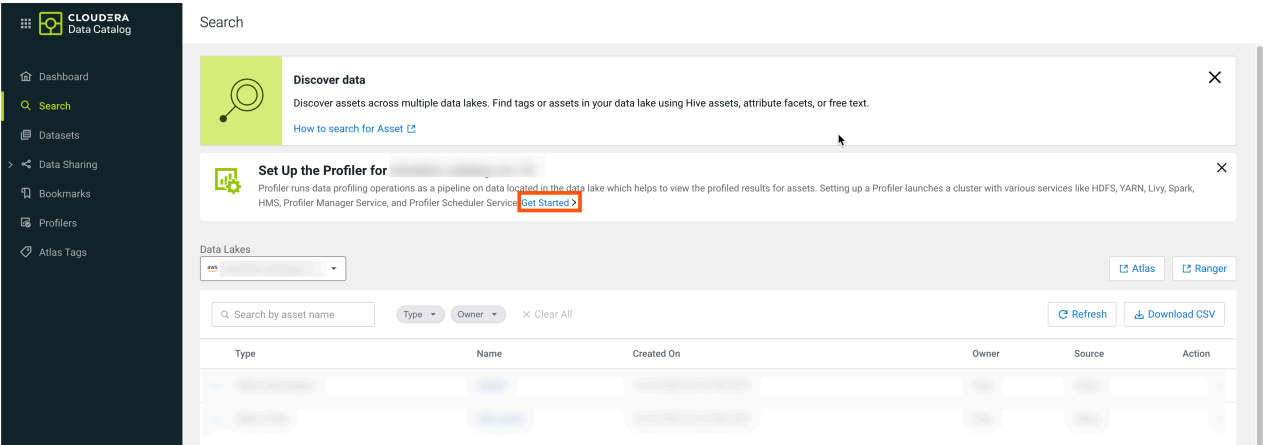 CLOUDERA
Data Catalog
Dashboard
Search
Datasets
Data Sharing
Bookmarks
Profilers
Atlas Tags
Search
Discover data
Discover assets across multiple data lakes. Find tags or assets in your data lake using Hive assets, attribute facets, or free text.
How to search for Asset
Set Up the Profiler for
Profiler runs data profiling operations as a pipeline on data located in the data lake which helps to view the profiled results for assets. Setting up a Profiler launches a cluster with various services like HDFS, YARN, Livy, Spark,
HMS, Profiler Manager Service, and Profiler Scheduler Service Get Started
Data Lakes
aws
Atlas
Ranger
Search by asset name
Type
Owner
Clear All
Refresh
Download CSV
Type Name Created On Owner Source Action